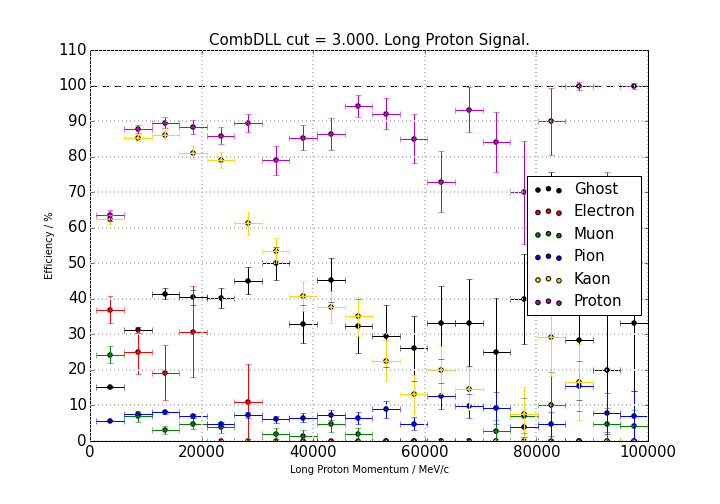 CombDLL cut = 3.000. Long Proton Signal.
Efficiency / %
110
100
90
80
70
60
50
40
30
20
10
0
Ghost
Electron
Muon
Pion
Kaon
Proton
0 20000 40000 60000 80000 100000
Long Proton Momentum / MeV/c